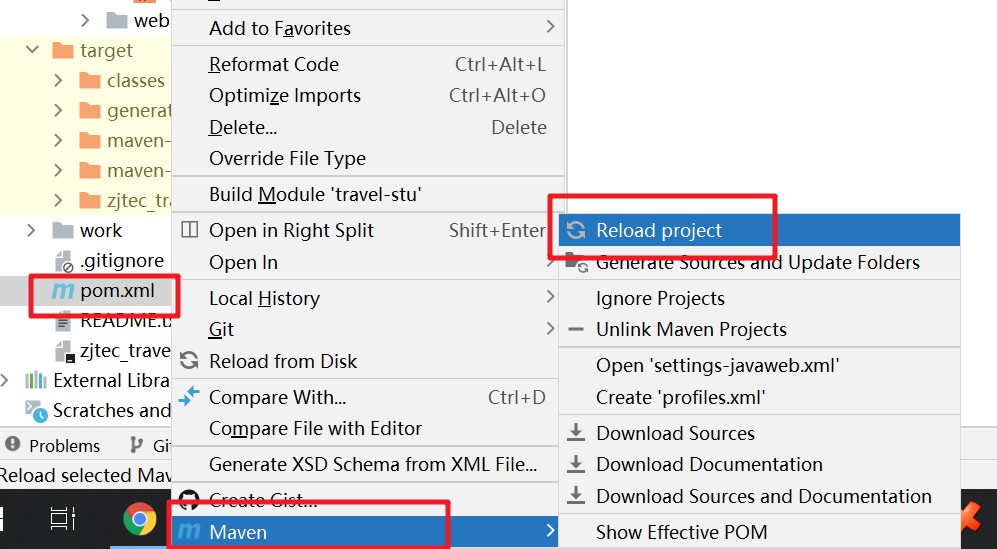 web
target
classes
generat
maven-
maven-
zjtec_tra
work
.gitignore
pom.xml
README.tx
zjtec_trave
External Libra
Scratches and
Problems
Gi
Reload selected Mav
Add to Favorites
Reformat Code Ctrl+Alt+L
Optimize Imports Ctrl+Alt+O
Delete... Delete
Override File Type
Build Module 'travel-stu'
Open in Right Split Shift+Enter
Open In
Local History
Git
Reload from Disk
Compare With... Ctrl+D
Compare File with Editor
Generate XSD Schema from XML File...
Create Gist...
Maven
Reload project
Generate Sources and Update Folders
Ignore Projects
Unlink Maven Projects
Open 'settings-javaweb.xml'
Create 'profiles.xml'
Download Sources
Download Documentation
Download Sources and Documentation
Show Effective POM